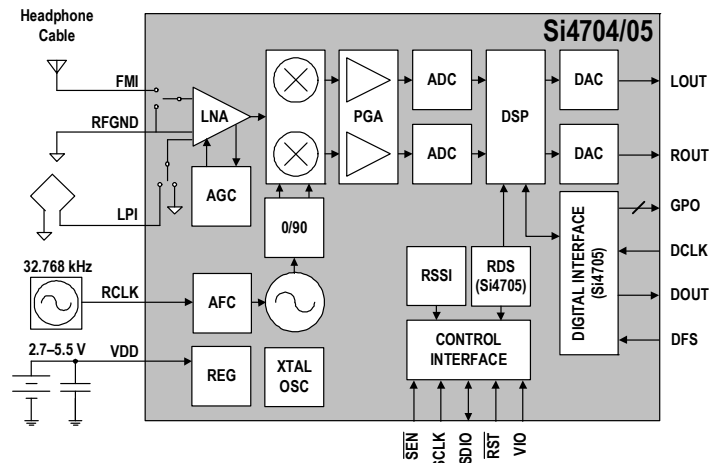 Headphone
Cable
Si4704/05
FMI
RFGND
LPI
LNA
AGC
0/90
PGA
ADC
ADC
DSP
DAC
DAC
LOUT
ROUT
GPO
DCLK
DOUT
DFS
DIGITAL INTERFACE
(Si4705)
32.768 kHz
RCLK
AFC
RSSI
RDS
(Si4705)
CONTROL
INTERFACE
2.7–5.5 V
VDD
REG
XTAL
OSC
SEN
SCLK
SDIO
RST
VIO